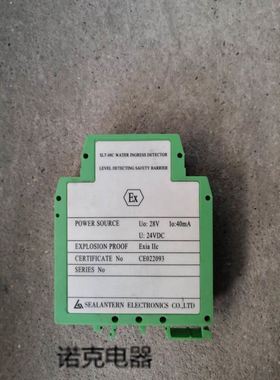 SLT-09C WATER INGRESS DETECTOR
LEVEL DETECTING SAFETY BARRIER
Ex
POWER SOURCE Uo: 28V Io:40mA
U: 24VDC
EXPLOSION PROOF Exia IIc
CERTIFICATE No CE022093
SERIES No
SEALANTERN ELECTRONICS CO.,LTD
诺克电器